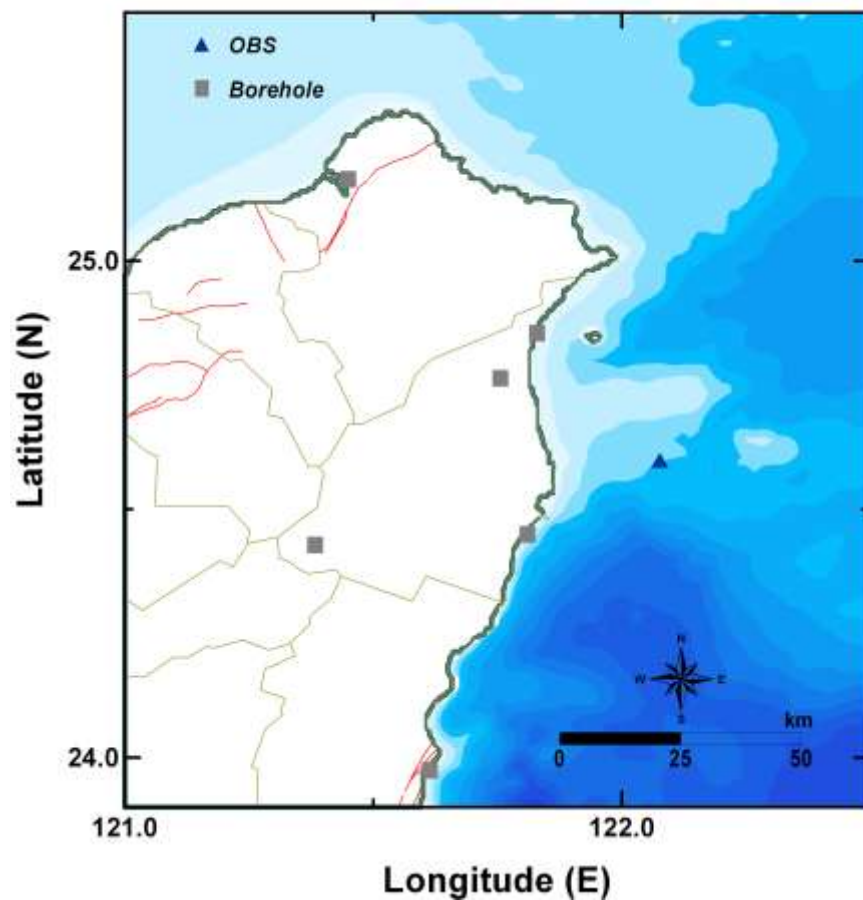 OBS
Borehole
25.0
Latitude (N)
24.0
N
W E
S
km
0 25 50
121.0 122.0
Longitude (E)